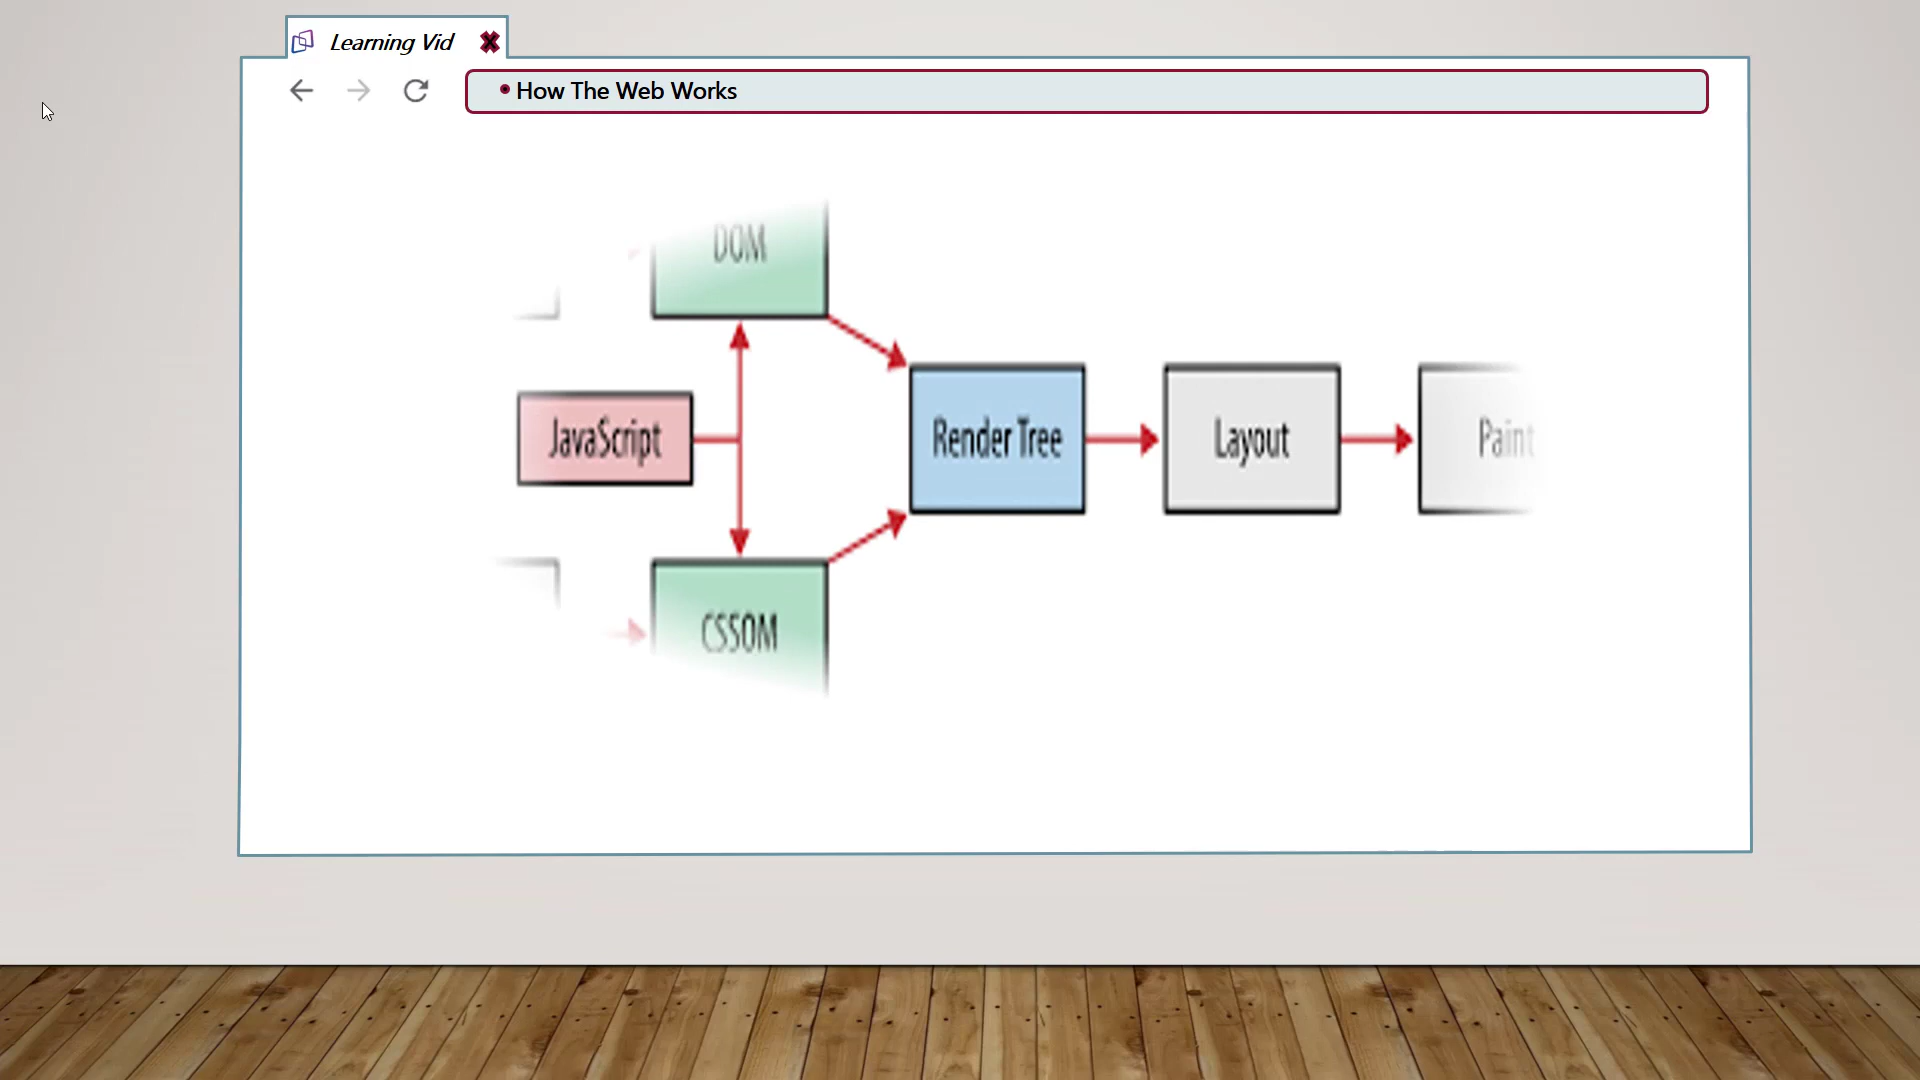 Learning Vid
• How The Web Works
DOM
JavaScript
Render Tree
Layout
Paint
CSSOM